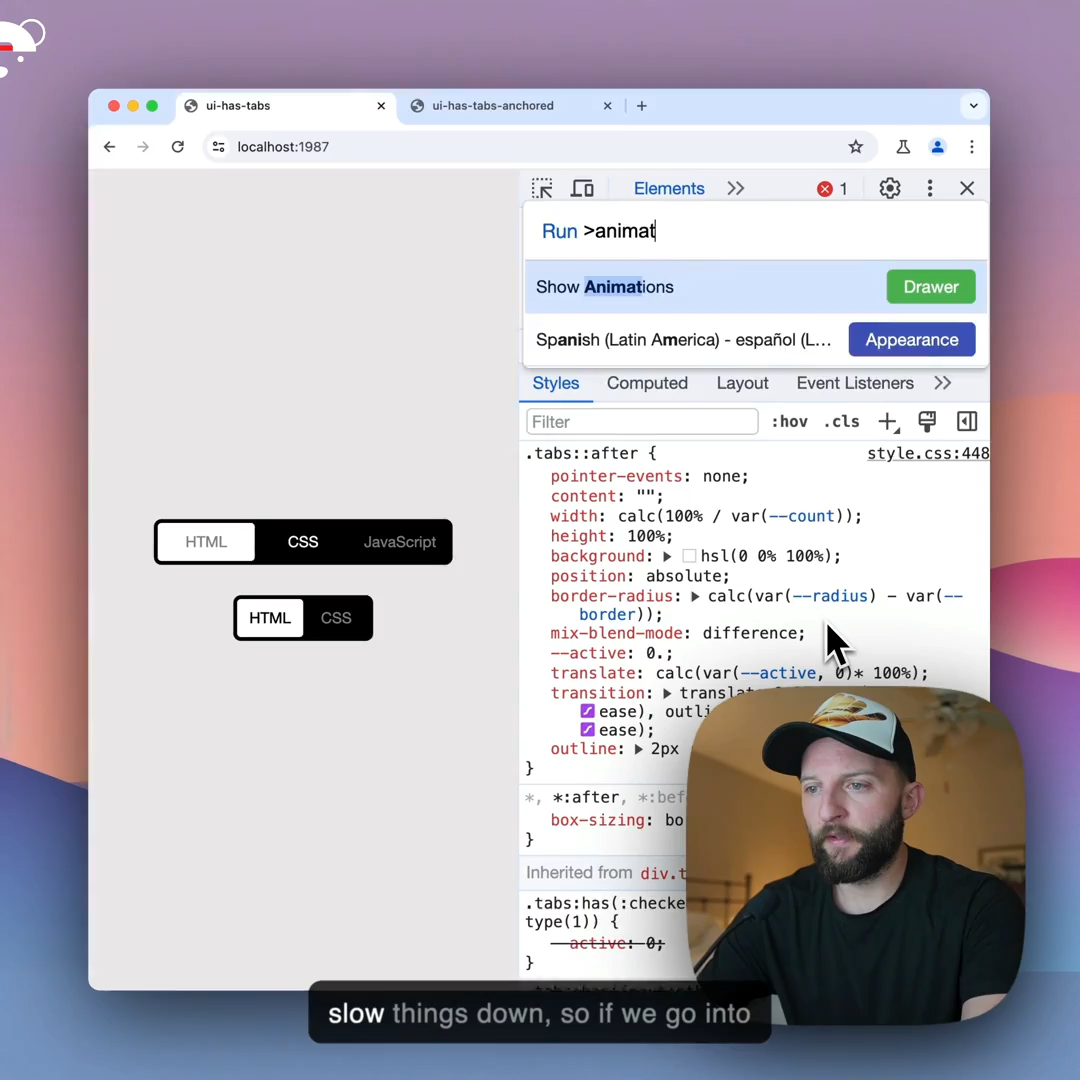 ui-has-tabs
ui-has-tabs-anchored
localhost:1987
Elements
1
Run >animat
Show Animations
Drawer
Spanish (Latin America) - español (L...
Appearance
Styles
Computed
Layout
Event Listeners
Filter
:hov
.cls
.tabs::after {
style.css:448
pointer-events: none;
content: "";
width: calc(100% / var(--count));
height: 100%;
background: hsl(0 0% 100%);
position: absolute;
border-radius: calc(var(--radius) - var(--
border));
mix-blend-mode: difference;
--active: 0.;
translate: calc(var(--active, 0)* 100%);
transition:
ease), outli
ease);
outline: 2px
}
*, *:after, *:bef
box-sizing: bo
}
Inherited from div.t
.tabs:has(:checke
type(1)) {
--active: 0;
}
HTML
CSS
JavaScript
HTML
CSS
slow things down, so if we go into